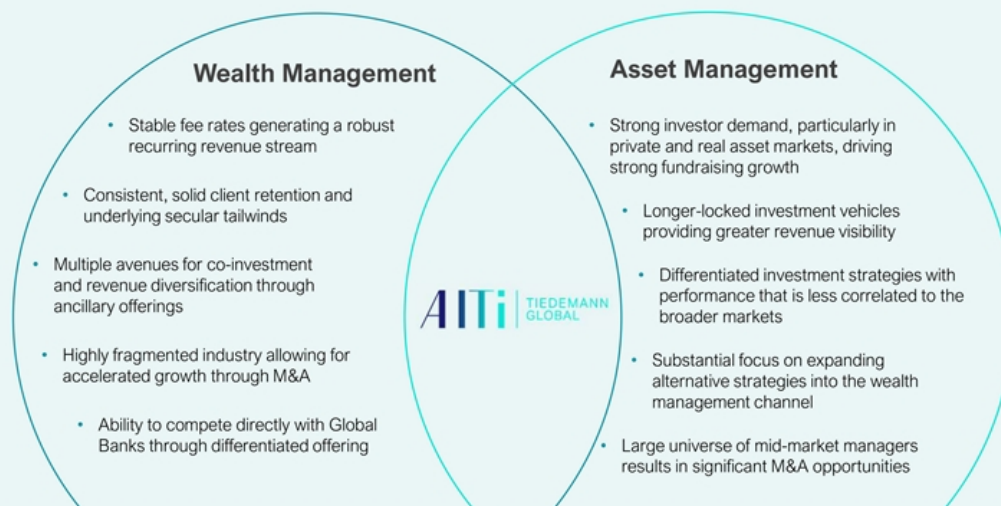 Wealth Management
• Stable fee rates generating a robust
recurring revenue stream
• Consistent, solid client retention and
underlying secular tailwinds
• Multiple avenues for co-investment
and revenue diversification through
ancillary offerings
• Highly fragmented industry allowing for
accelerated growth through M&A
• Ability to compete directly with Global
Banks through differentiated offering
AlTi TIEDEMANN
GLOBAL
Asset Management
• Strong investor demand, particularly in
private and real asset markets, driving
strong fundraising growth
• Longer-locked investment vehicles
providing greater revenue visibility
• Differentiated investment strategies with
performance that is less correlated to the
broader markets
• Substantial focus on expanding
alternative strategies into the wealth
management channel
• Large universe of mid-market managers
results in significant M&A opportunities